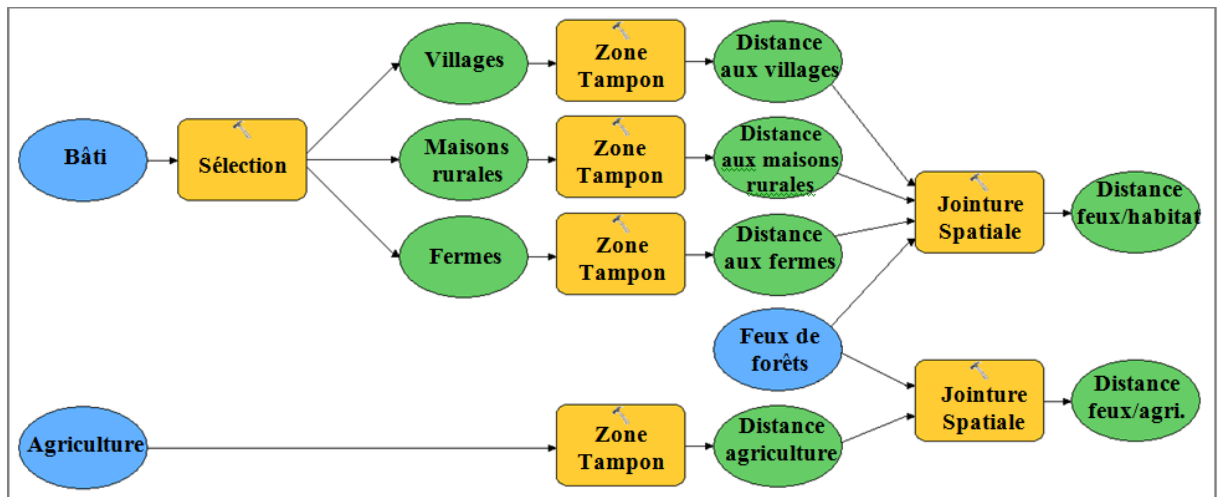 Villages
Zone
Tampon
Distance
aux villages
Bâti
Sélection
Maisons
rurales
Zone
Tampon
Distance
aux maisons
rurales
Fermes
Zone
Tampon
Distance
aux fermes
Jointure
Spatiale
Distance
feux/habitat
Feux de
forêts
Agriculture
Zone
Tampon
Distance
agriculture
Jointure
Spatiale
Distance
feux/agri.